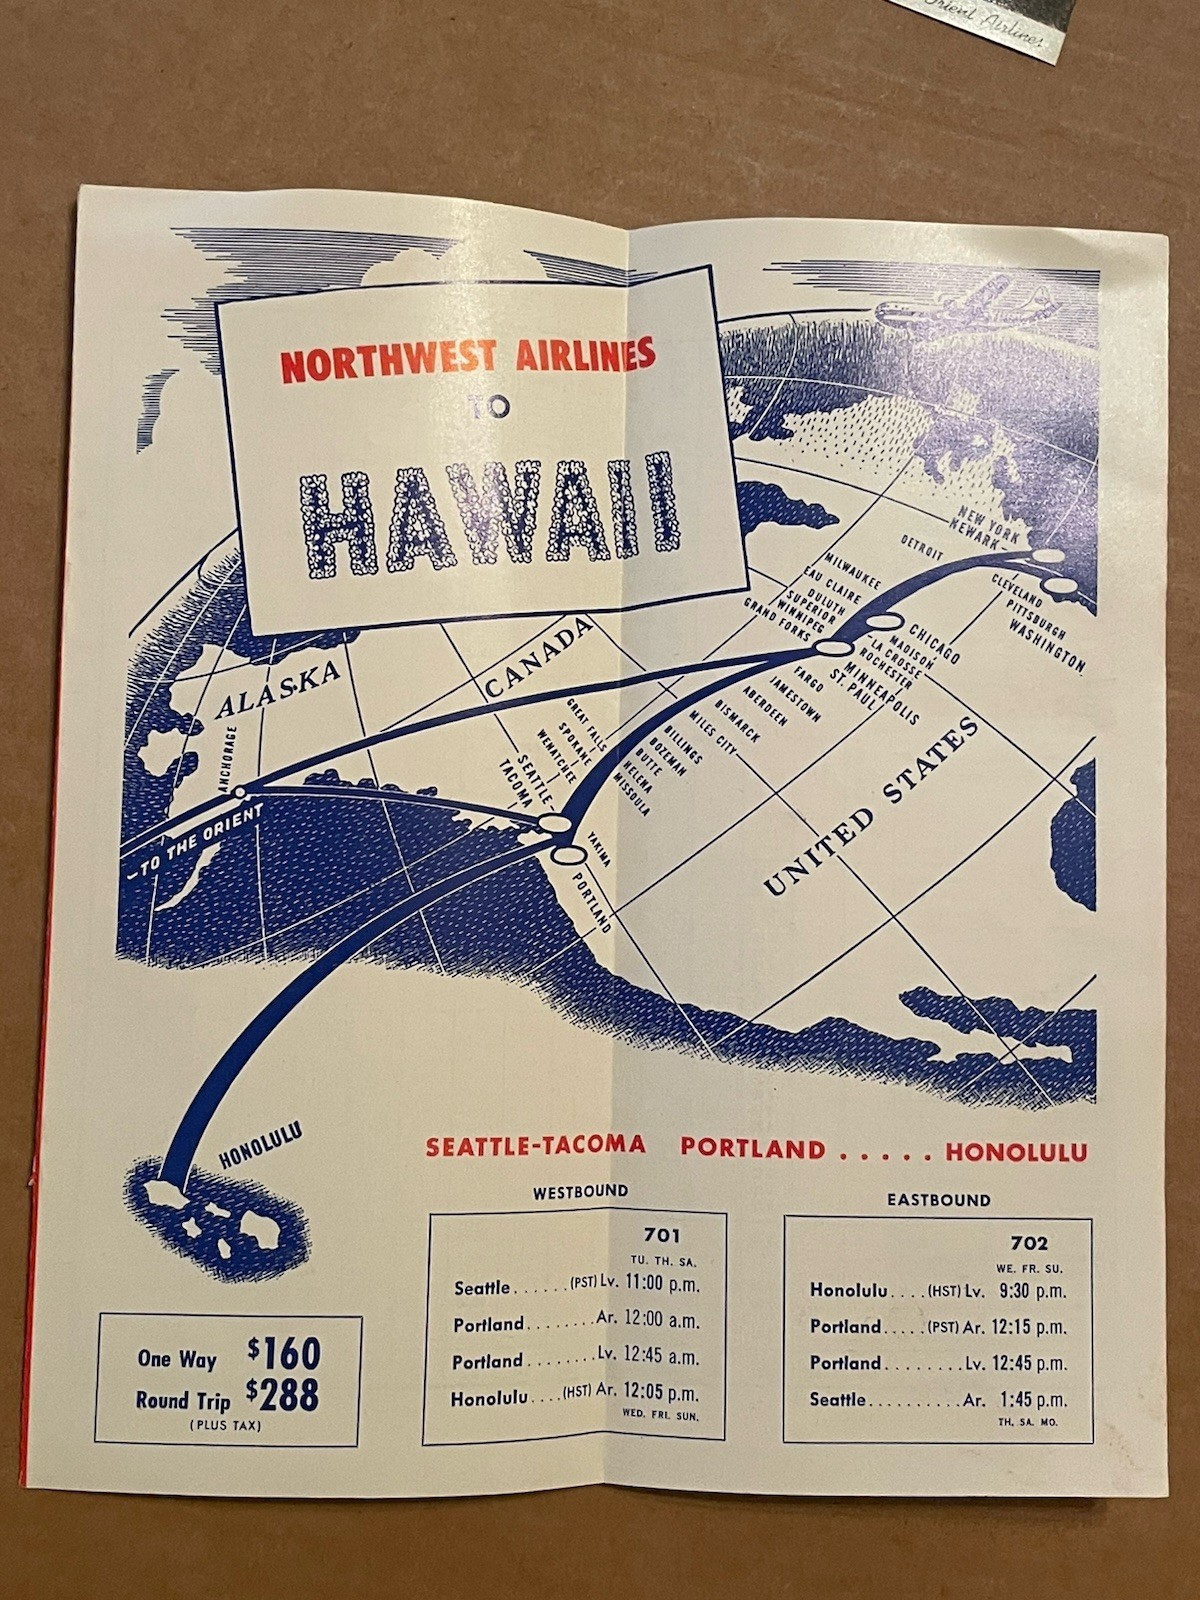 Orient Airlines
NORTHWEST AIRLINES
TO
HAWAII
NEW YORK
NEWARK
DETROIT
CLEVELAND
PITTSBURGH
WASHINGTON
MILWAUKEE
EAU CLAIRE
DULUTH
SUPERIOR
WINNIPEG
GRAND FORKS
CHICAGO
MADISON
LA CROSSE
ROCHESTER
MINNEAPOLIS
ST. PAUL
FARGO
JAMESTOWN
ABERDEEN
BISMARCK
MILES CITY
BILLINGS
BOZEMAN
BUTTE
HELENA
MISSOULA
CANADA
ALASKA
ANCHORAGE
GREAT FALLS
SPOKANE
WENATCHEE
SEATTLE-
TACOMA
YAKIMA
PORTLAND
UNITED STATES
TO THE ORIENT
HONOLULU
SEATTLE-TACOMA PORTLAND ..... HONOLULU
WESTBOUND
701
TU. TH. SA.
Seattle......(PST) Lv. 11:00 p.m.
Portland........Ar. 12:00 a.m.
Portland........Lv. 12:45 a.m.
Honolulu....(HST) Ar. 12:05 p.m.
WED. FRI. SUN.
EASTBOUND
702
WE. FR. SU.
Honolulu....(HST) Lv. 9:30 p.m.
Portland.....(PST) Ar. 12:15 p.m.
Portland........Lv. 12:45 p.m.
Seattle..........Ar. 1:45 p.m.
TH. SA. MO.
One Way $160
Round Trip $288
(PLUS TAX)